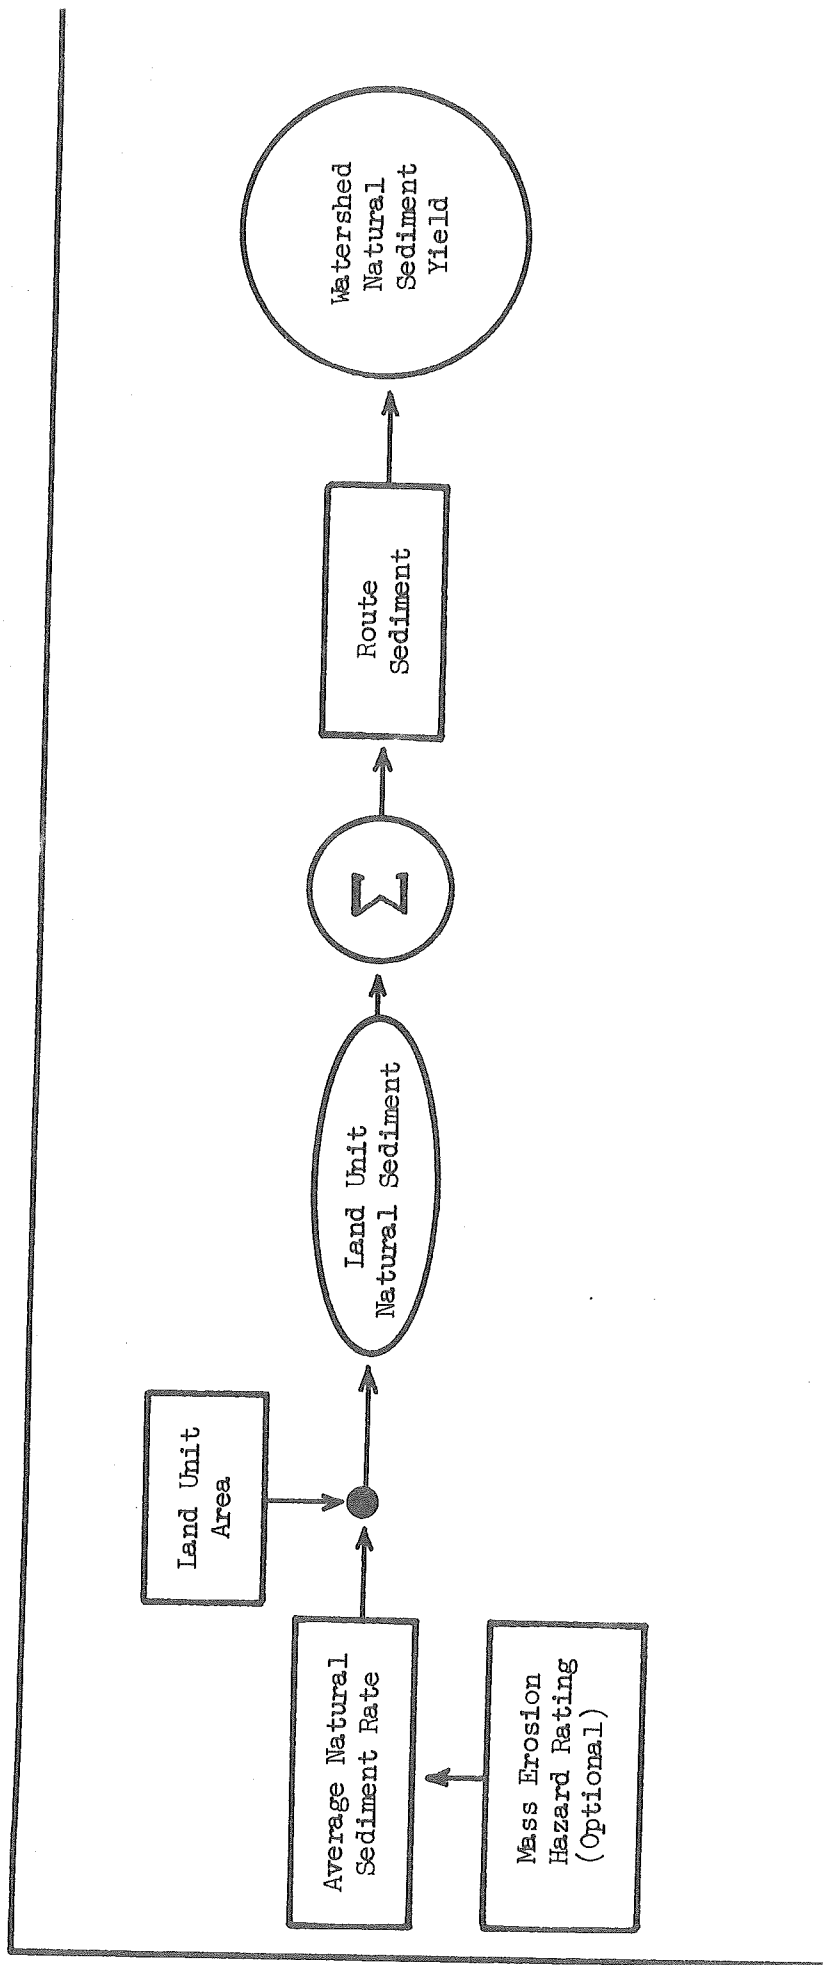 Average Natural
Sediment Rate
Mass Erosion
Hazard Rating
(Optional)
Land Unit
Area
Land Unit
Natural Sediment
Σ
Route
Sediment
Watershed
Natural
Sediment
Yield